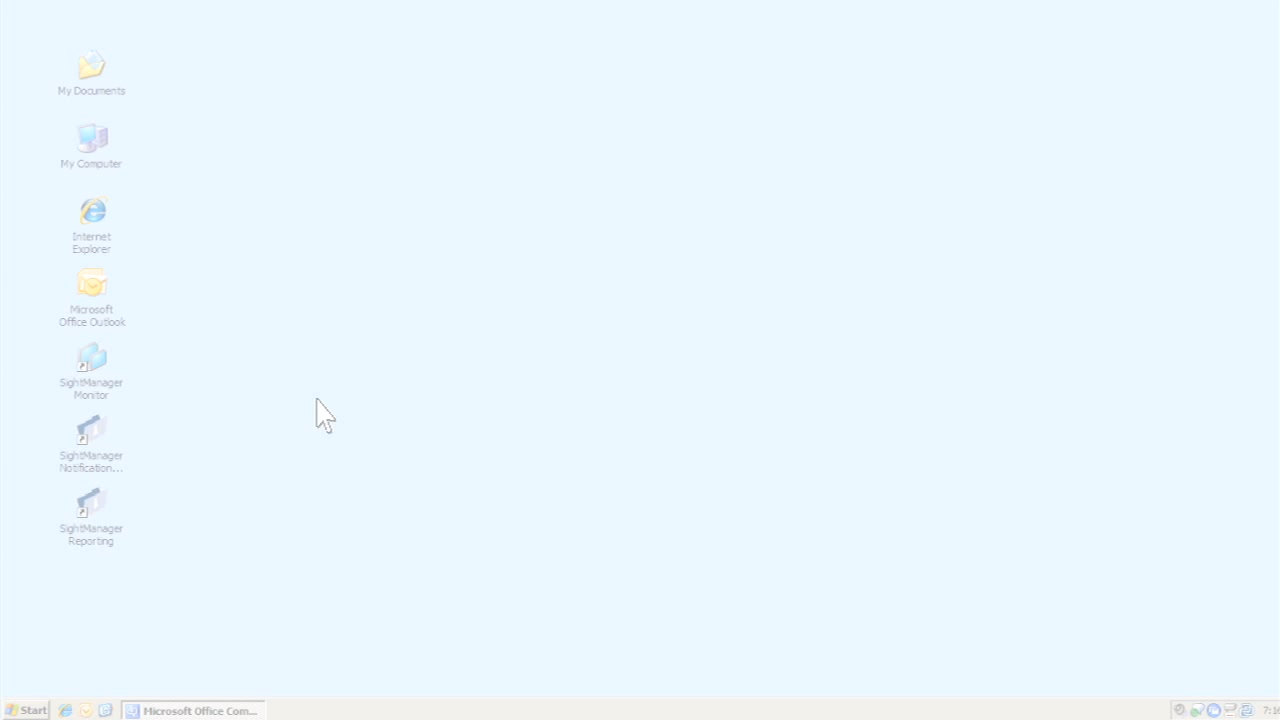 My Documents
My Computer
Internet
Explorer
Microsoft
Office Outlook
SightManager
Monitor
SightManager
Notification...
SightManager
Reporting
Start
Microsoft Office Com...